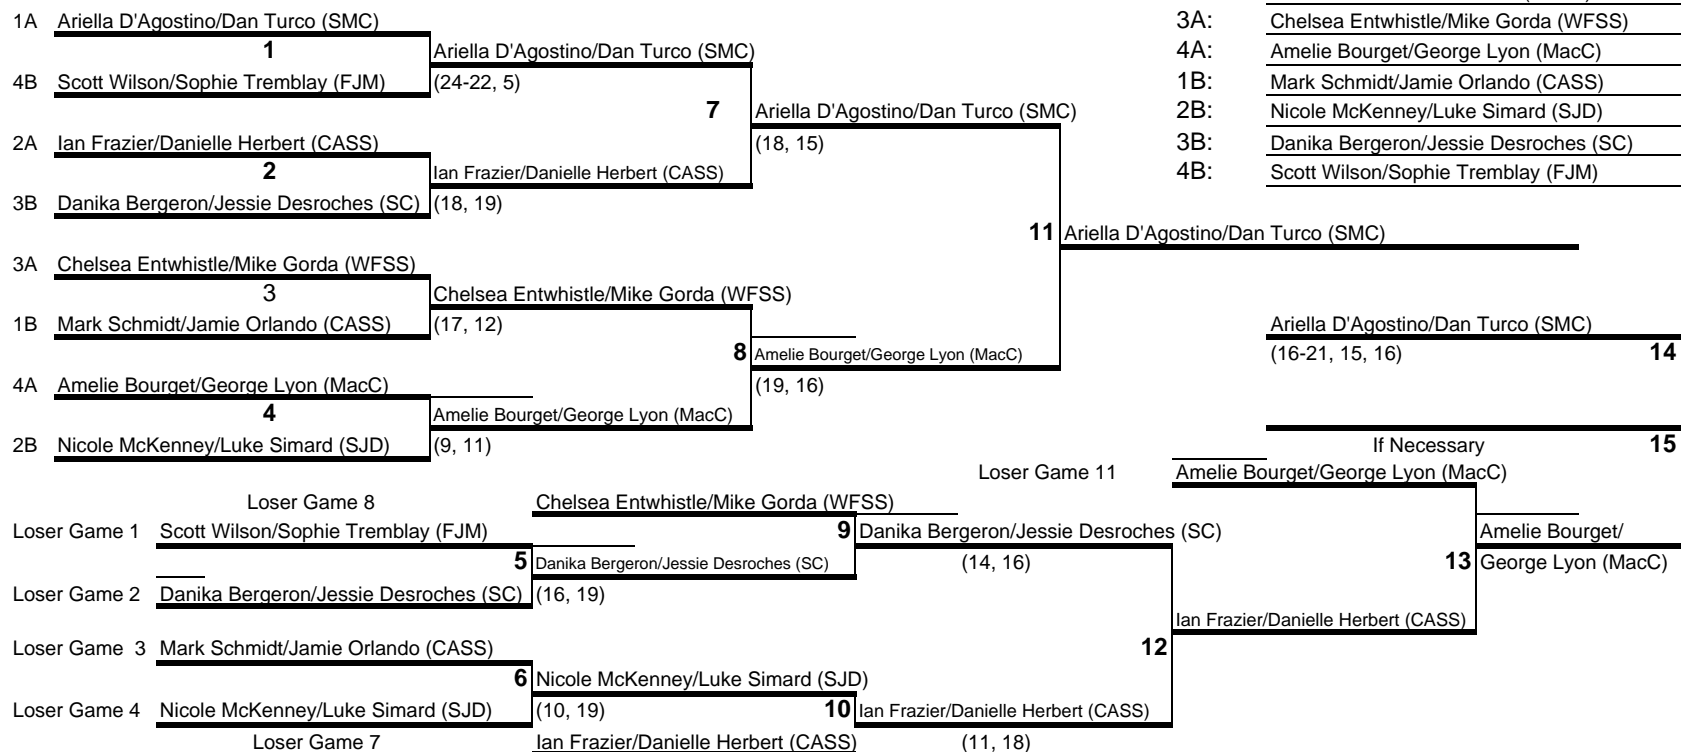 1A Ariella D'Agostino/Dan Turco (SMC)
3A: Chelsea Entwhistle/Mike Gorda (WFSS)
1 Ariella D'Agostino/Dan Turco (SMC)
4A: Amelie Bourget/George Lyon (MacC)
4B Scott Wilson/Sophie Tremblay (FJM) (24-22, 5)
1B: Mark Schmidt/Jamie Orlando (CASS)
7 Ariella D'Agostino/Dan Turco (SMC)
2B: Nicole McKenney/Luke Simard (SJD)
2A Ian Frazier/Danielle Herbert (CASS) (18, 15)
3B: Danika Bergeron/Jessie Desroches (SC)
2 Ian Frazier/Danielle Herbert (CASS)
4B: Scott Wilson/Sophie Tremblay (FJM)
3B Danika Bergeron/Jessie Desroches (SC) (18, 19)
11 Ariella D'Agostino/Dan Turco (SMC)
3A Chelsea Entwhistle/Mike Gorda (WFSS)
3 Chelsea Entwhistle/Mike Gorda (WFSS)
1B Mark Schmidt/Jamie Orlando (CASS) (17, 12)
Ariella D'Agostino/Dan Turco (SMC)
8 Amelie Bourget/George Lyon (MacC)
(16-21, 15, 16) 14
4A Amelie Bourget/George Lyon (MacC) (19, 16)
4 Amelie Bourget/George Lyon (MacC)
2B Nicole McKenney/Luke Simard (SJD) (9, 11)
If Necessary 15
Loser Game 11 Amelie Bourget/George Lyon (MacC)
Loser Game 8 Chelsea Entwhistle/Mike Gorda (WFSS)
Loser Game 1 Scott Wilson/Sophie Tremblay (FJM)
9 Danika Bergeron/Jessie Desroches (SC)
Amelie Bourget/
5 Danika Bergeron/Jessie Desroches (SC)
(14, 16)
13 George Lyon (MacC)
Loser Game 2 Danika Bergeron/Jessie Desroches (SC) (16, 19)
Ian Frazier/Danielle Herbert (CASS)
Loser Game 3 Mark Schmidt/Jamie Orlando (CASS)
12
6 Nicole McKenney/Luke Simard (SJD)
Loser Game 4 Nicole McKenney/Luke Simard (SJD) (10, 19)
10 Ian Frazier/Danielle Herbert (CASS)
Loser Game 7 Ian Frazier/Danielle Herbert (CASS) (11, 18)